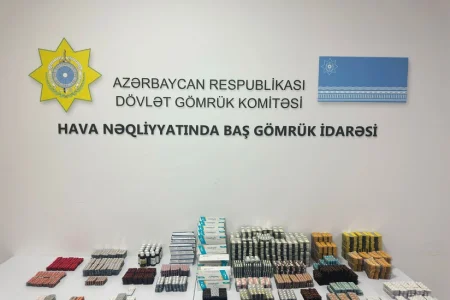 AZƏRBAYCAN RESPUBLİKASI
DÖVLƏT GÖMRÜK KOMİTƏSİ
HAVA NƏQLİYYATINDA BAŞ GÖMRÜK İDARƏSİ